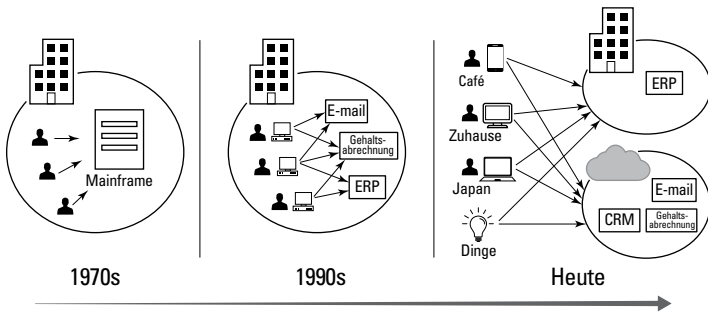 Mainframe
1970s
E-mail
Gehalts-
abrechnung
ERP
1990s
Café
Zuhause
Japan
Dinge
ERP
E-mail
CRM
Gehalts-
abrechnung
Heute